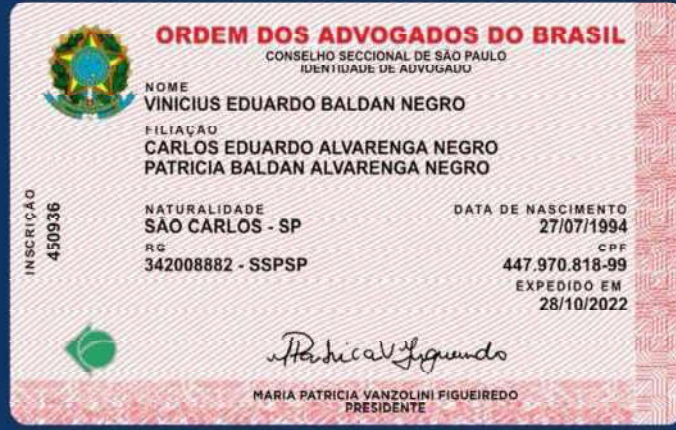 ORDEM DOS ADVOGADOS DO BRASIL
CONSELHO SECCIONAL DE SÃO PAULO
IDENTIDADE DE ADVOGADO
NOME
VINICIUS EDUARDO BALDAN NEGRO
FILIAÇÃO
CARLOS EDUARDO ALVARENGA NEGRO
PATRICIA BALDAN ALVARENGA NEGRO
INSCRIÇÃO
450936
NATURALIDADE
SÃO CARLOS - SP
DATA DE NASCIMENTO
27/07/1994
RG
342008882 - SSPSP
CPF
447.970.818-99
EXPEDIDO EM
28/10/2022
MARIA PATRICIA VANZOLINI FIGUEIREDO
PRESIDENTE